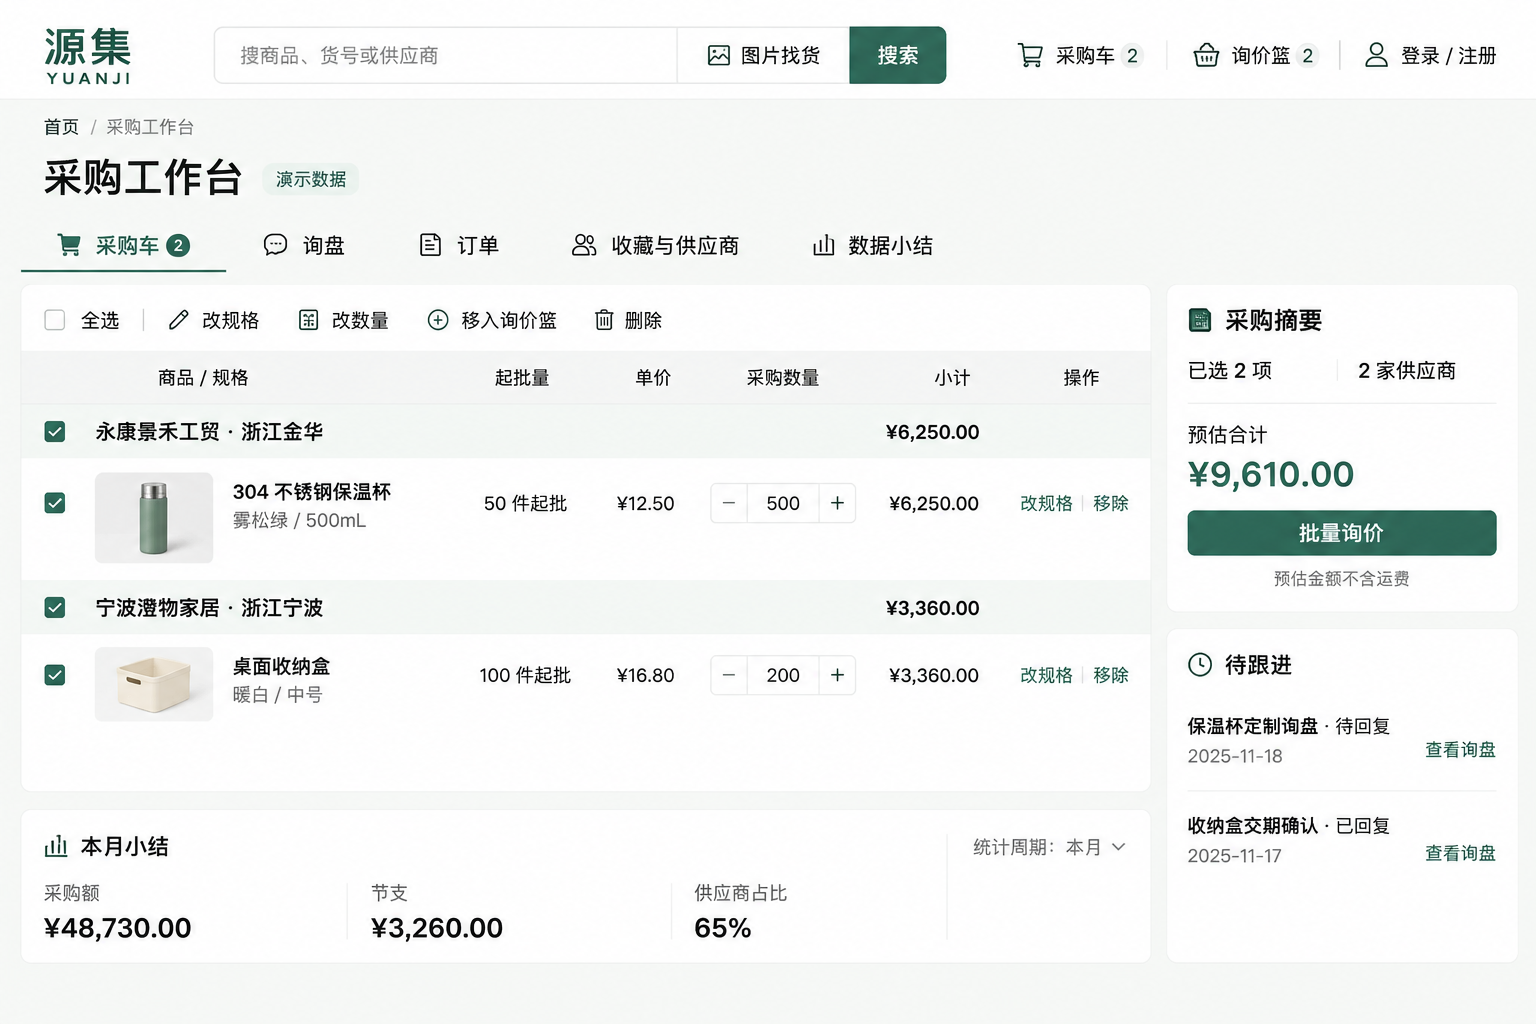 源集
YUANJI
搜商品、货号或供应商
图片找货
搜索
采购车 2
询价篮 2
登录 / 注册
首页 / 采购工作台
采购工作台
演示数据
采购车 2
询盘
订单
收藏与供应商
数据小结
全选
改规格
改数量
移入询价篮
删除
商品 / 规格 起批量 单价 采购数量 小计 操作
永康景禾工贸 · 浙江金华 ¥6,250.00
304 不锈钢保温杯
雾松绿 / 500mL
50 件起批 ¥12.50 − 500 + ¥6,250.00 改规格 移除
宁波澄物家居 · 浙江宁波 ¥3,360.00
桌面收纳盒
暖白 / 中号
100 件起批 ¥16.80 − 200 + ¥3,360.00 改规格 移除
采购摘要
已选 2 项 2 家供应商
预估合计
¥9,610.00
批量询价
预估金额不含运费
待跟进
保温杯定制询盘 · 待回复
2025-11-18
查看询盘
收纳盒交期确认 · 已回复
2025-11-17
查看询盘
本月小结
统计周期：本月
采购额
¥48,730.00
节支
¥3,260.00
供应商占比
65%